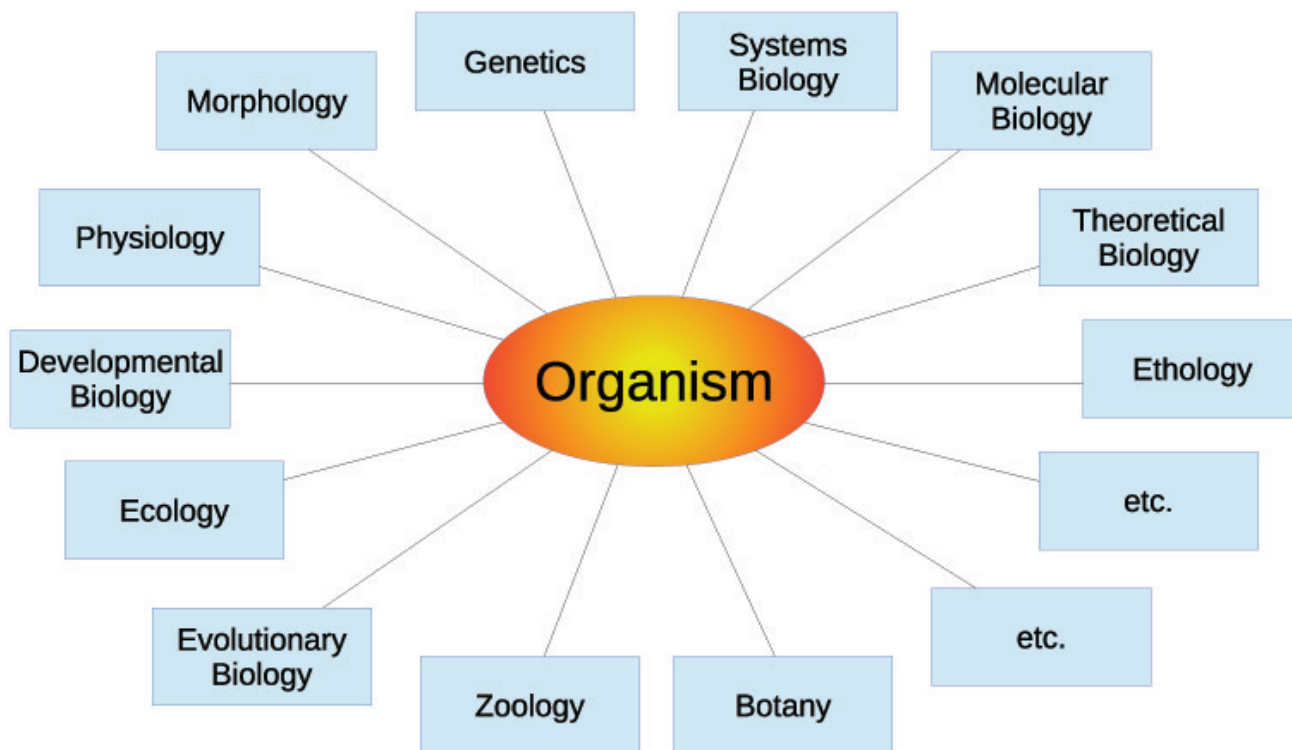 Genetics
Systems
Biology
Morphology
Molecular
Biology
Physiology
Theoretical
Biology
Developmental
Biology
Organism
Ethology
Ecology
etc.
Evolutionary
Biology
etc.
Zoology
Botany